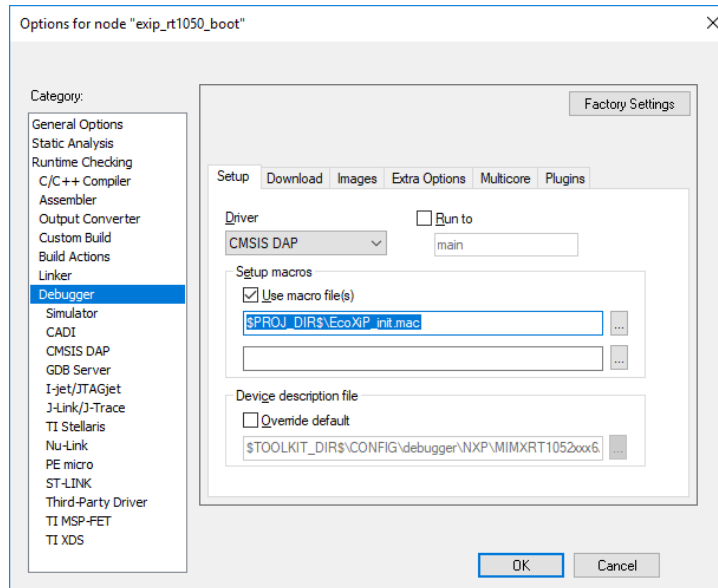 Options for node "exip_rt1050_boot"
Category:
Factory Settings
General Options
Static Analysis
Runtime Checking
C/C++ Compiler
Assembler
Output Converter
Custom Build
Build Actions
Linker
Debugger
Simulator
CADI
CMSIS DAP
GDB Server
I-jet/JTAGjet
J-Link/J-Trace
TI Stellaris
Nu-Link
PE micro
ST-LINK
Third-Party Driver
TI MSP-FET
TI XDS
Setup Download Images Extra Options Multicore Plugins
Driver
Run to
CMSIS DAP
main
Setup macros
Use macro file(s)
$PROJ_DIR$\EcoXiP_init.mac
...
...
Device description file
Override default
$TOOLKIT_DIR$\CONFIG\debugger\NXP\MIMXRT1052xxx6.
...
OK Cancel